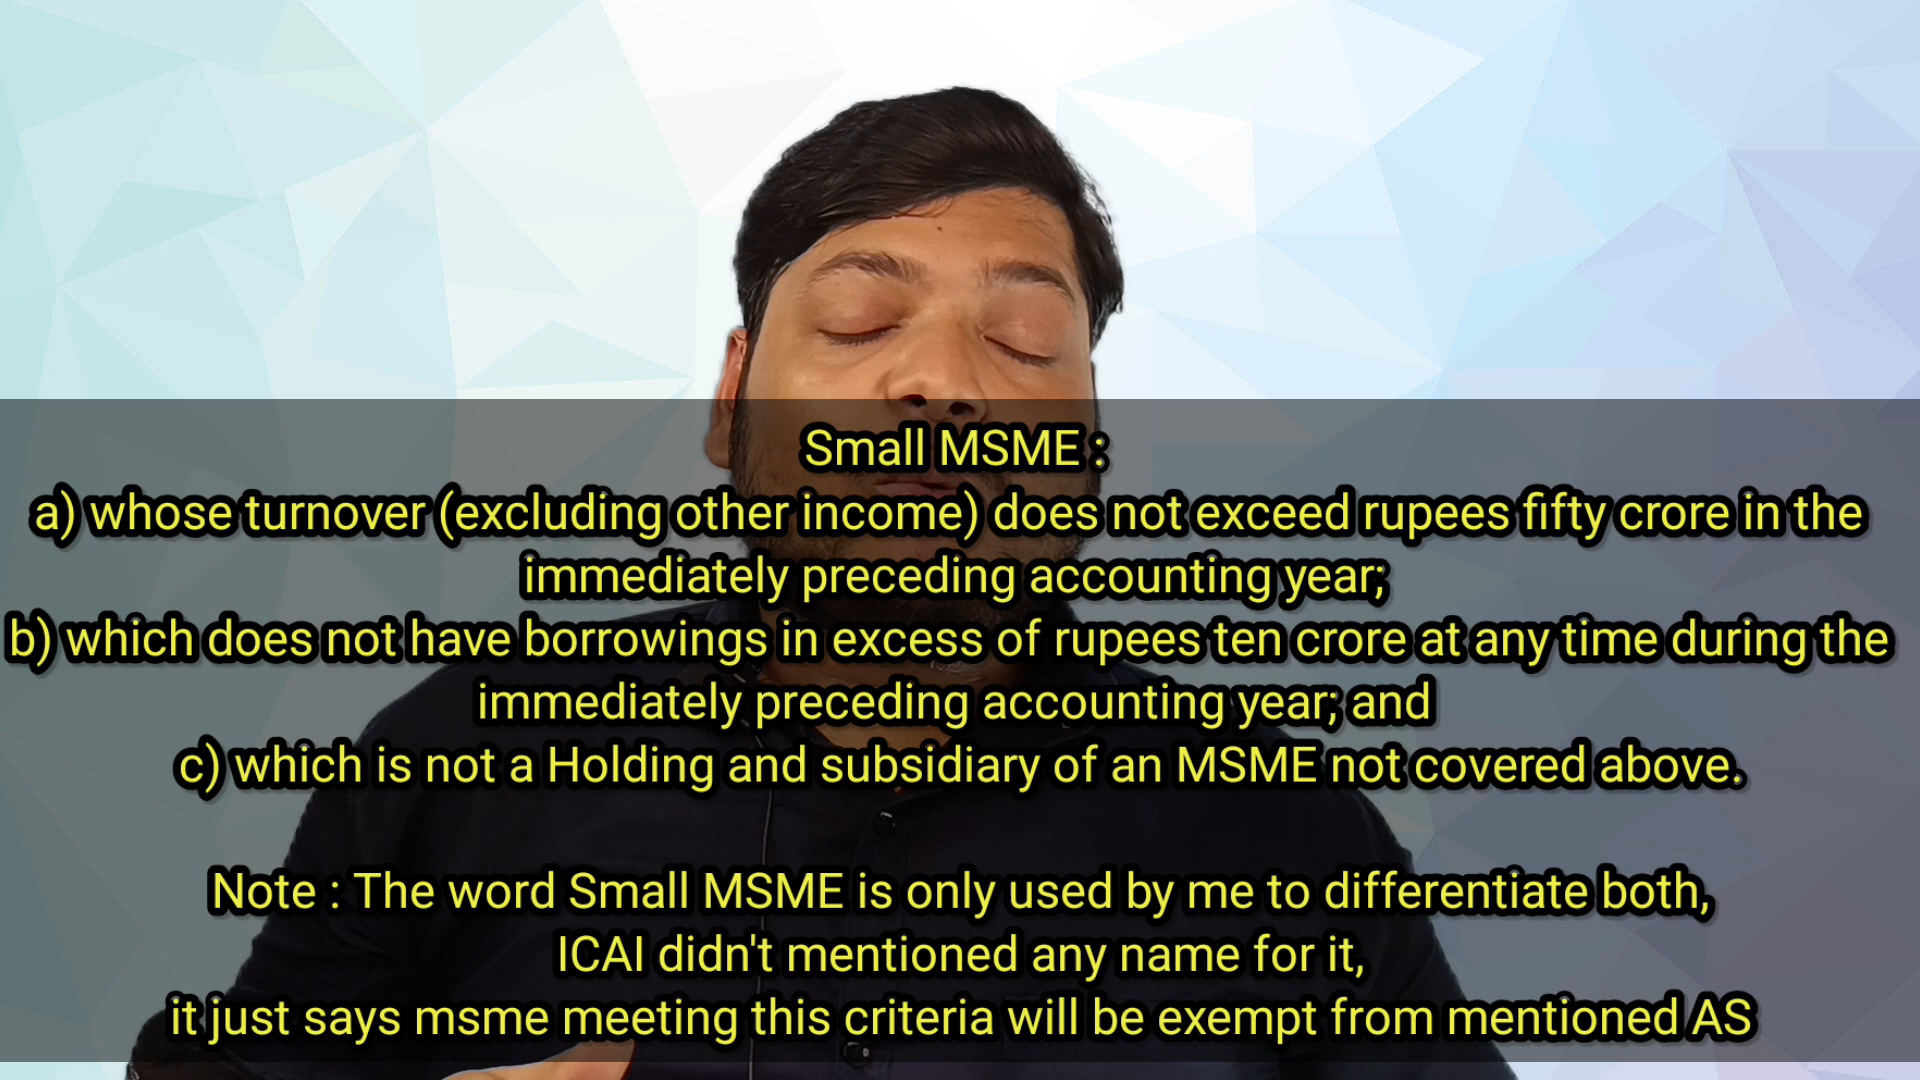 Small MSME :
a) whose turnover (excluding other income) does not exceed rupees fifty crore in the
immediately preceding accounting year;
b) which does not have borrowings in excess of rupees ten crore at any time during the
immediately preceding accounting year; and
c) which is not a Holding and subsidiary of an MSME not covered above.
Note : The word Small MSME is only used by me to differentiate both,
ICAI didn't mentioned any name for it,
it just says msme meeting this criteria will be exempt from mentioned AS